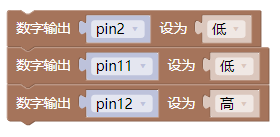 数字输出 pin2 设为 低
数字输出 pin11 设为 低
数字输出 pin12 设为 高